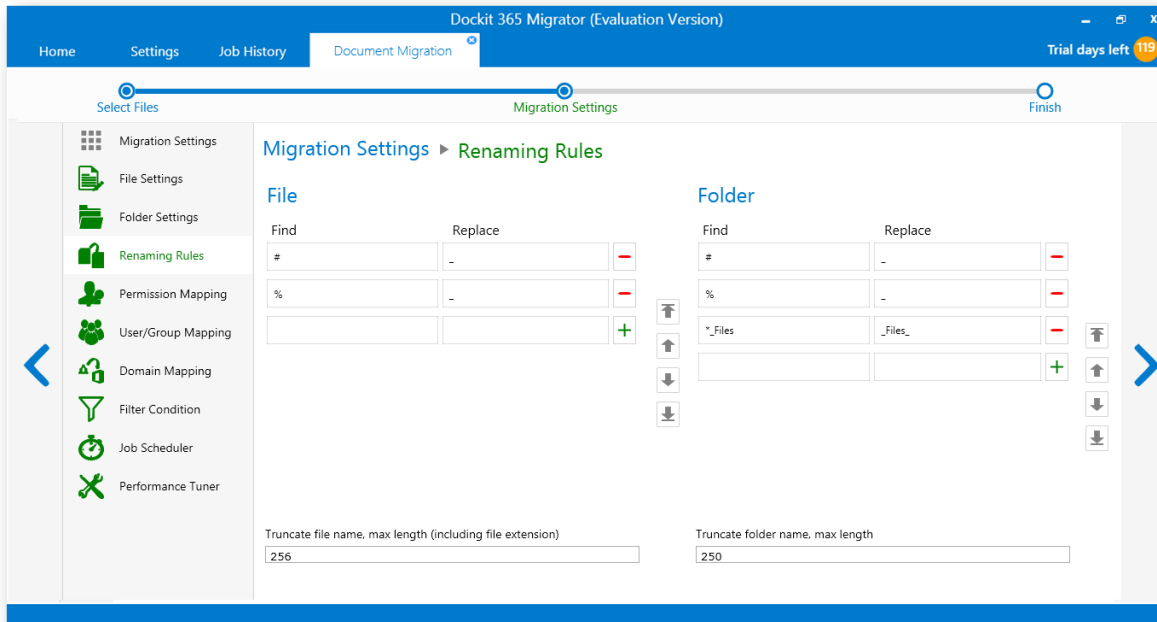 Dockit 365 Migrator (Evaluation Version)
Home Settings Job History Document Migration Trial days left 119
Select Files Migration Settings Finish
Migration Settings
File Settings
Folder Settings
Renaming Rules
Permission Mapping
User/Group Mapping
Domain Mapping
Filter Condition
Job Scheduler
Performance Tuner
Migration Settings Renaming Rules
File
Find Replace
# _
% _
Truncate file name, max length (including file extension)
256
Folder
Find Replace
# _
% _
*_Files _Files_
Truncate folder name, max length
250